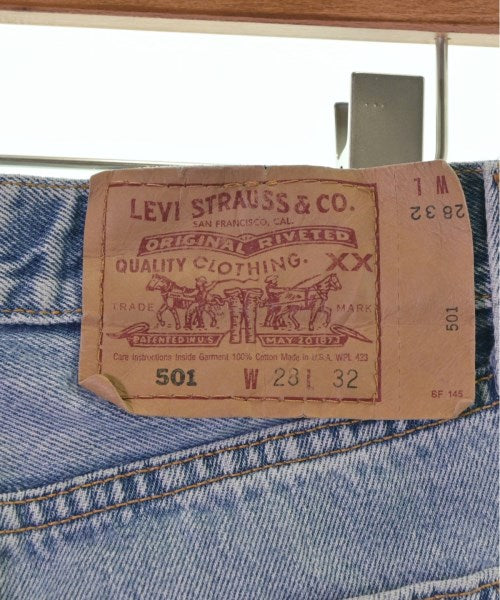 LEVI STRAUSS & CO.
SAN FRANCISCO, CAL.
ORIGINAL RIVETED
QUALITY CLOTHING. XX
TRADE MARK
PATENTED IN U.S. MAY 20 1873
Care Instructions Inside Garment 100% Cotton Made in U.S.A. WPL 423
501 W 28 L 32
W L
28 32
501
SF 145